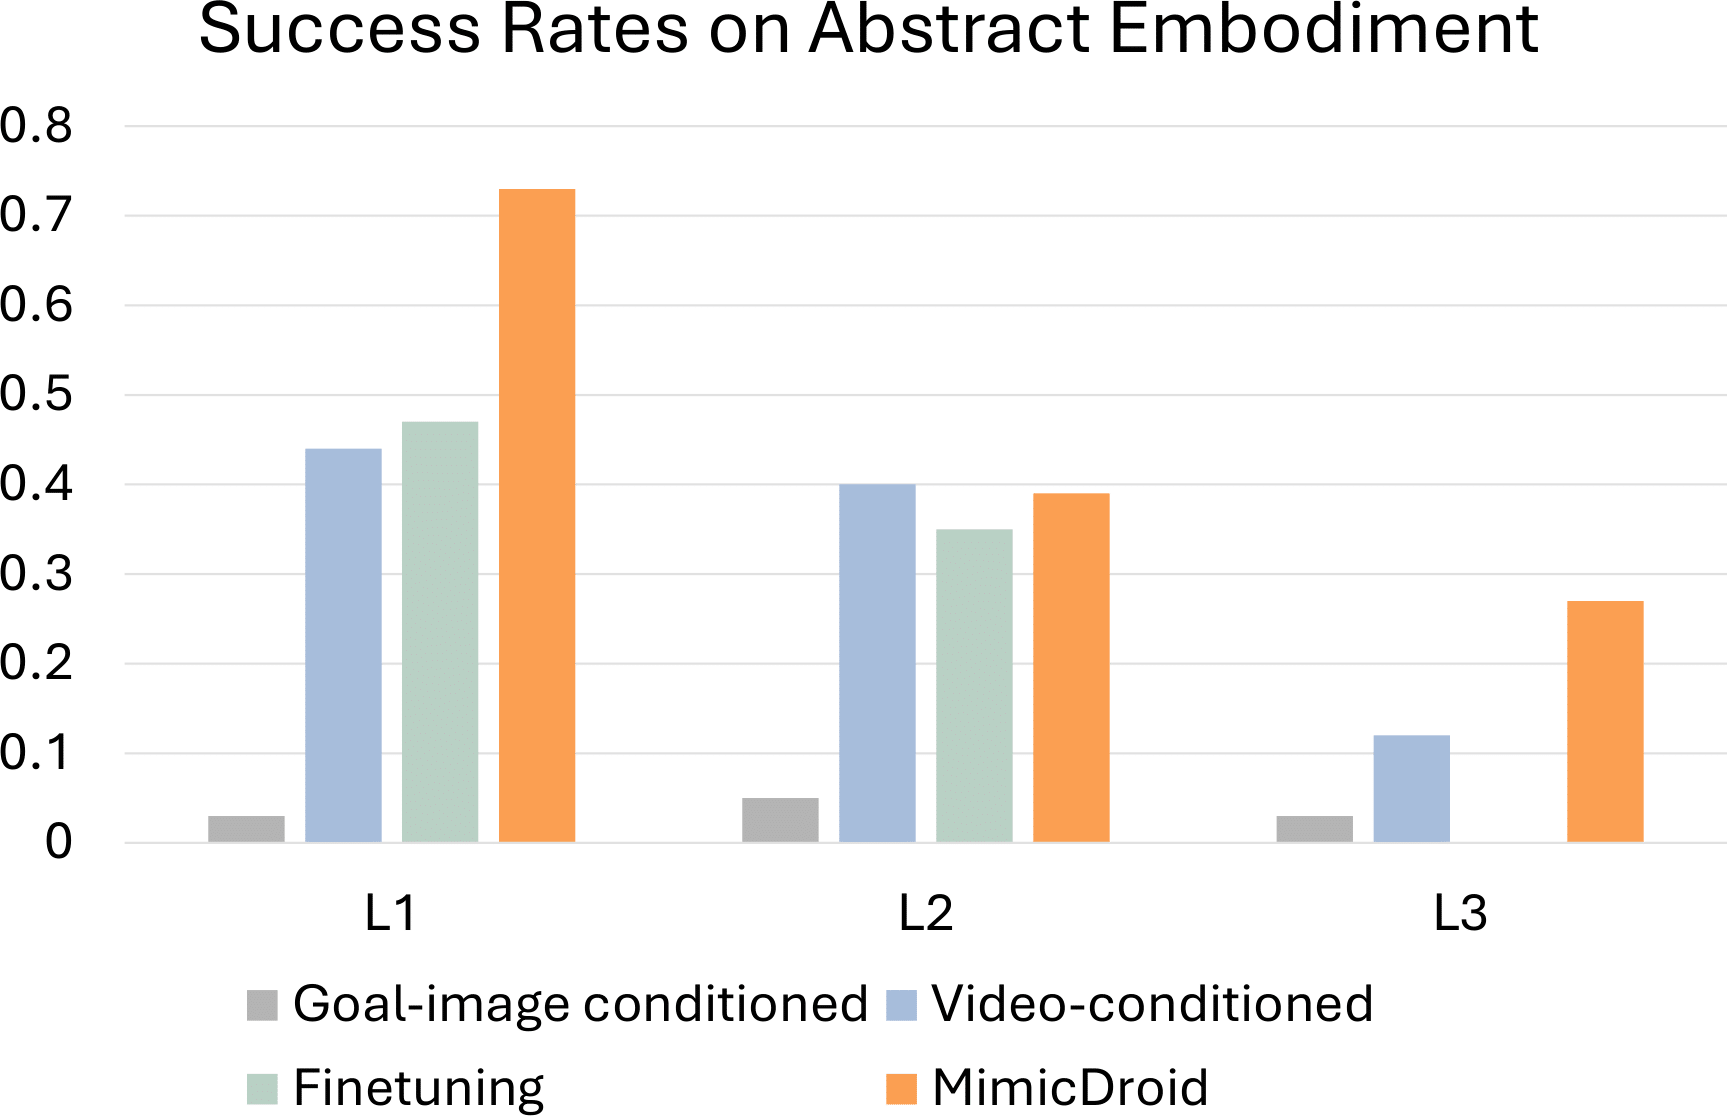 Success Rates on Abstract Embodiment
0.8
0.7
0.6
0.5
0.4
0.3
0.2
0.1
0
L1 L2 L3
Goal-image conditioned Video-conditioned
Finetuning MimicDroid